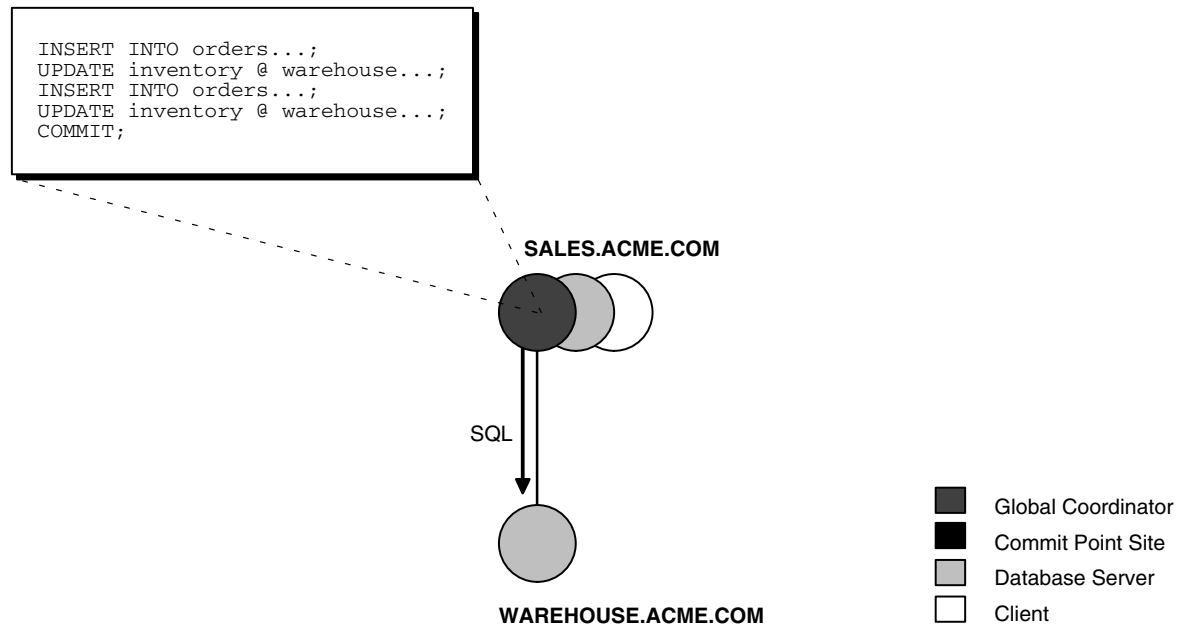 INSERT INTO orders...;
UPDATE inventory @ warehouse...;
INSERT INTO orders...;
UPDATE inventory @ warehouse...;
COMMIT;
SALES.ACME.COM
SQL
WAREHOUSE.ACME.COM
Global Coordinator
Commit Point Site
Database Server
Client